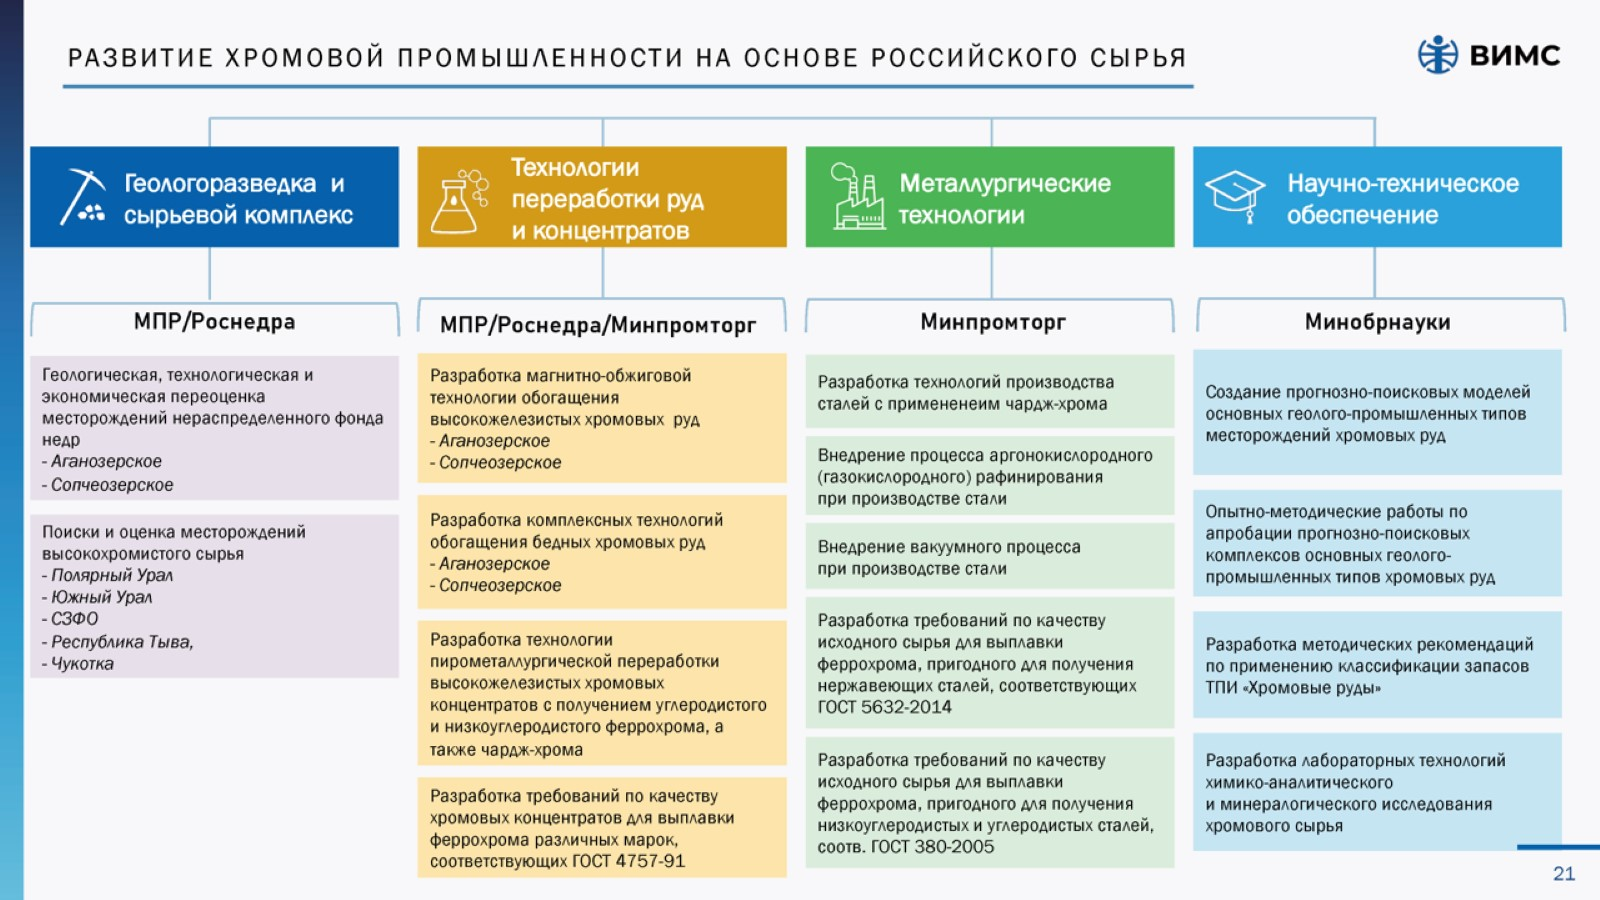 РАЗВИТИЕ ХРОМОВОЙ ПРОМЫШЛЕННОСТИ НА ОСНОВЕ РОССИЙСКОГО СЫРЬЯ
ВИМС
Геологоразведка и
сырьевой комплекс
МПР/Роснедра
Геологическая, технологическая и
экономическая переоценка
месторождений нераспределенного фонда
недр
- Аганозерское
- Сопчеозерское
Поиски и оценка месторождений
высокохромистого сырья
- Полярный Урал
- Южный Урал
- СЗФО
- Республика Тыва,
- Чукотка
Технологии
переработки руд
и концентратов
МПР/Роснедра/Минпромторг
Разработка магнитно-обжиговой
технологии обогащения
высокожелезистых хромовых руд
- Аганозерское
- Сопчеозерское
Разработка комплексных технологий
обогащения бедных хромовых руд
- Аганозерское
- Сопчеозерское
Разработка технологии
пирометаллургической переработки
высокожелезистых хромовых
концентратов с получением углеродистого
и низкоуглеродистого феррохрома, а
также чардж-хрома
Разработка требований по качеству
хромовых концентратов для выплавки
феррохрома различных марок,
соответствующих ГОСТ 4757-91
Металлургические
технологии
Минпромторг
Разработка технологий производства
сталей с примененеим чардж-хрома
Внедрение процесса аргонокислородного
(газокислородного) рафинирования
при производстве стали
Внедрение вакуумного процесса
при производстве стали
Разработка требований по качеству
исходного сырья для выплавки
феррохрома, пригодного для получения
нержавеющих сталей, соответствующих
ГОСТ 5632-2014
Разработка требований по качеству
исходного сырья для выплавки
феррохрома, пригодного для получения
низкоуглеродистых и углеродистых сталей,
соотв. ГОСТ 380-2005
Научно-техническое
обеспечение
Минобрнауки
Создание прогнозно-поисковых моделей
основных геолого-промышленных типов
месторождений хромовых руд
Опытно-методические работы по
апробации прогнозно-поисковых
комплексов основных геолого-
промышленных типов хромовых руд
Разработка методических рекомендаций
по применению классификации запасов
ТПИ «Хромовые руды»
Разработка лабораторных технологий
химико-аналитического
и минералогического исследования
хромового сырья
21